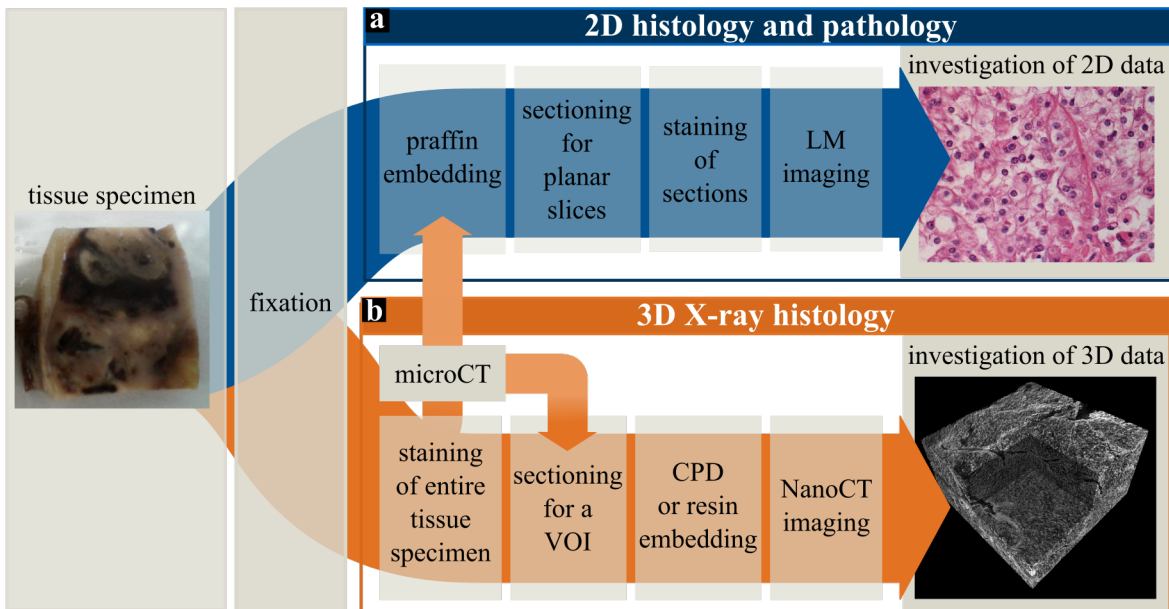 tissue specimen
fixation
a
2D histology and pathology
praffin
embedding
sectioning
for
planar
slices
staining
of
sections
LM
imaging
investigation of 2D data
b
3D X-ray histology
microCT
staining
of entire
tissue
specimen
sectioning
for a
VOI
CPD
or resin
embedding
NanoCT
imaging
investigation of 3D data